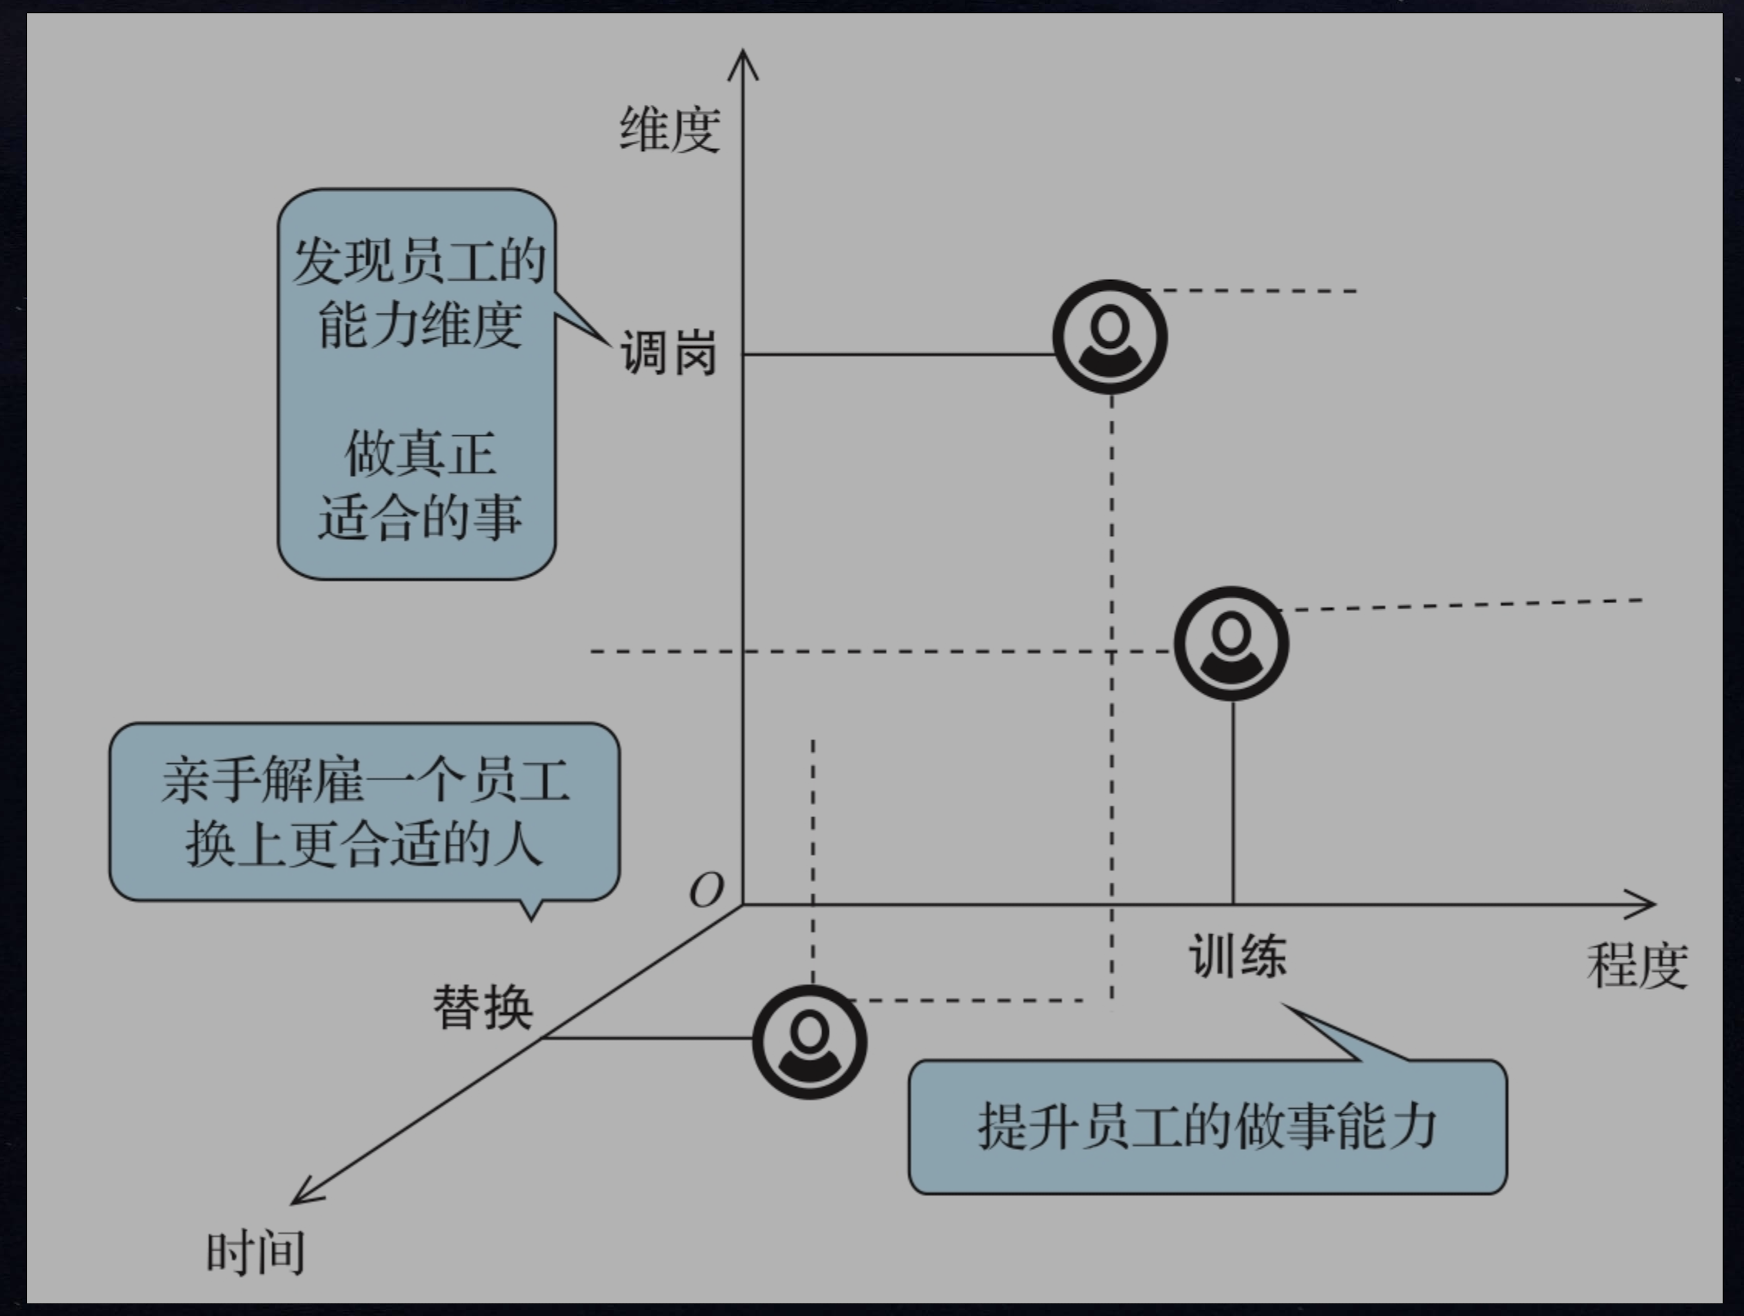 维度
发现员工的
能力维度
做真正
适合的事
调岗
亲手解雇一个员工
换上更合适的人
O
替换
训练
程度
提升员工的做事能力
时间